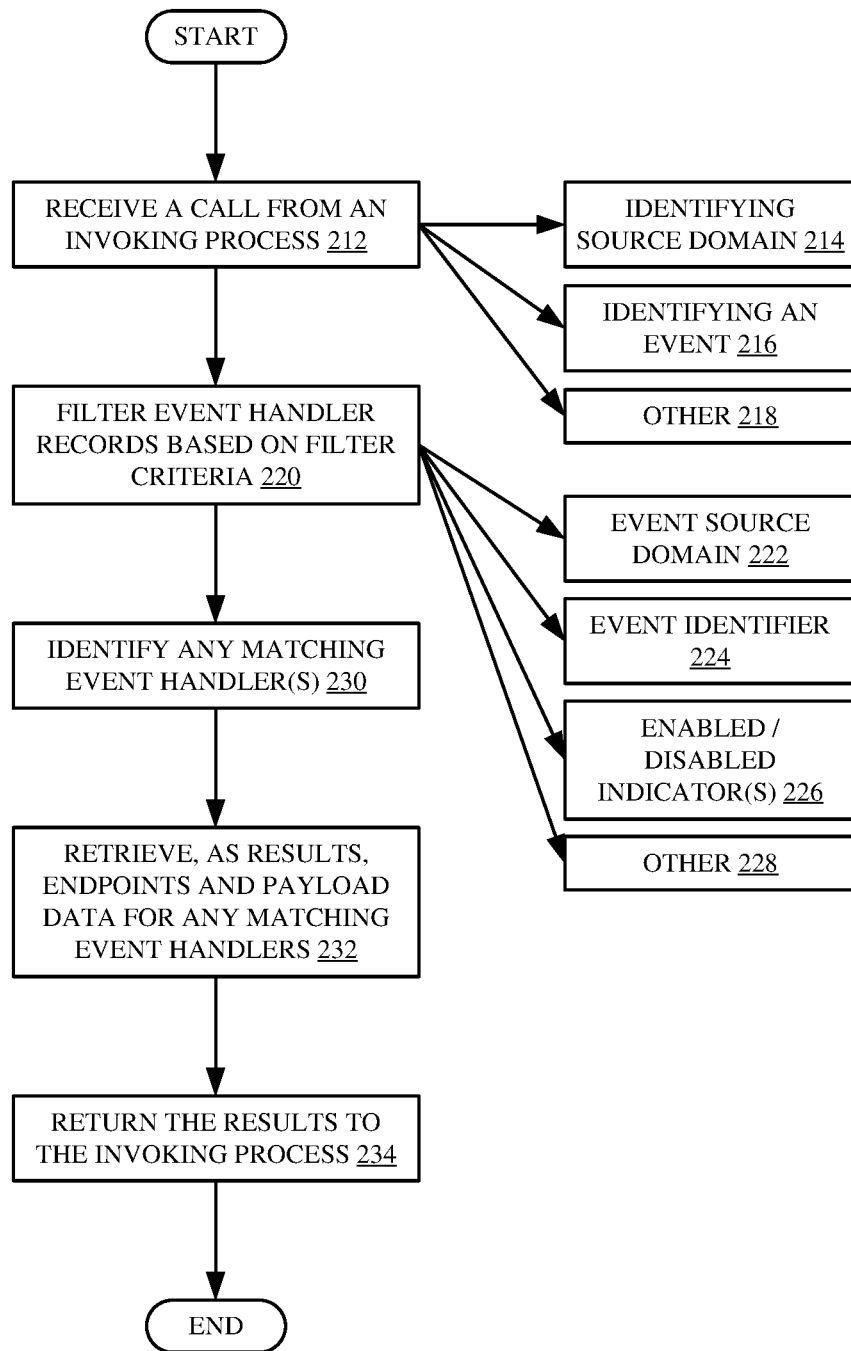 START
RECEIVE A CALL FROM AN
INVOKING PROCESS 212
IDENTIFYING
SOURCE DOMAIN 214
IDENTIFYING AN
EVENT 216
OTHER 218
FILTER EVENT HANDLER
RECORDS BASED ON FILTER
CRITERIA 220
EVENT SOURCE
DOMAIN 222
EVENT IDENTIFIER
224
ENABLED /
DISABLED
INDICATOR(S) 226
OTHER 228
IDENTIFY ANY MATCHING
EVENT HANDLER(S) 230
RETRIEVE, AS RESULTS,
ENDPOINTS AND PAYLOAD
DATA FOR ANY MATCHING
EVENT HANDLERS 232
RETURN THE RESULTS TO
THE INVOKING PROCESS 234
END